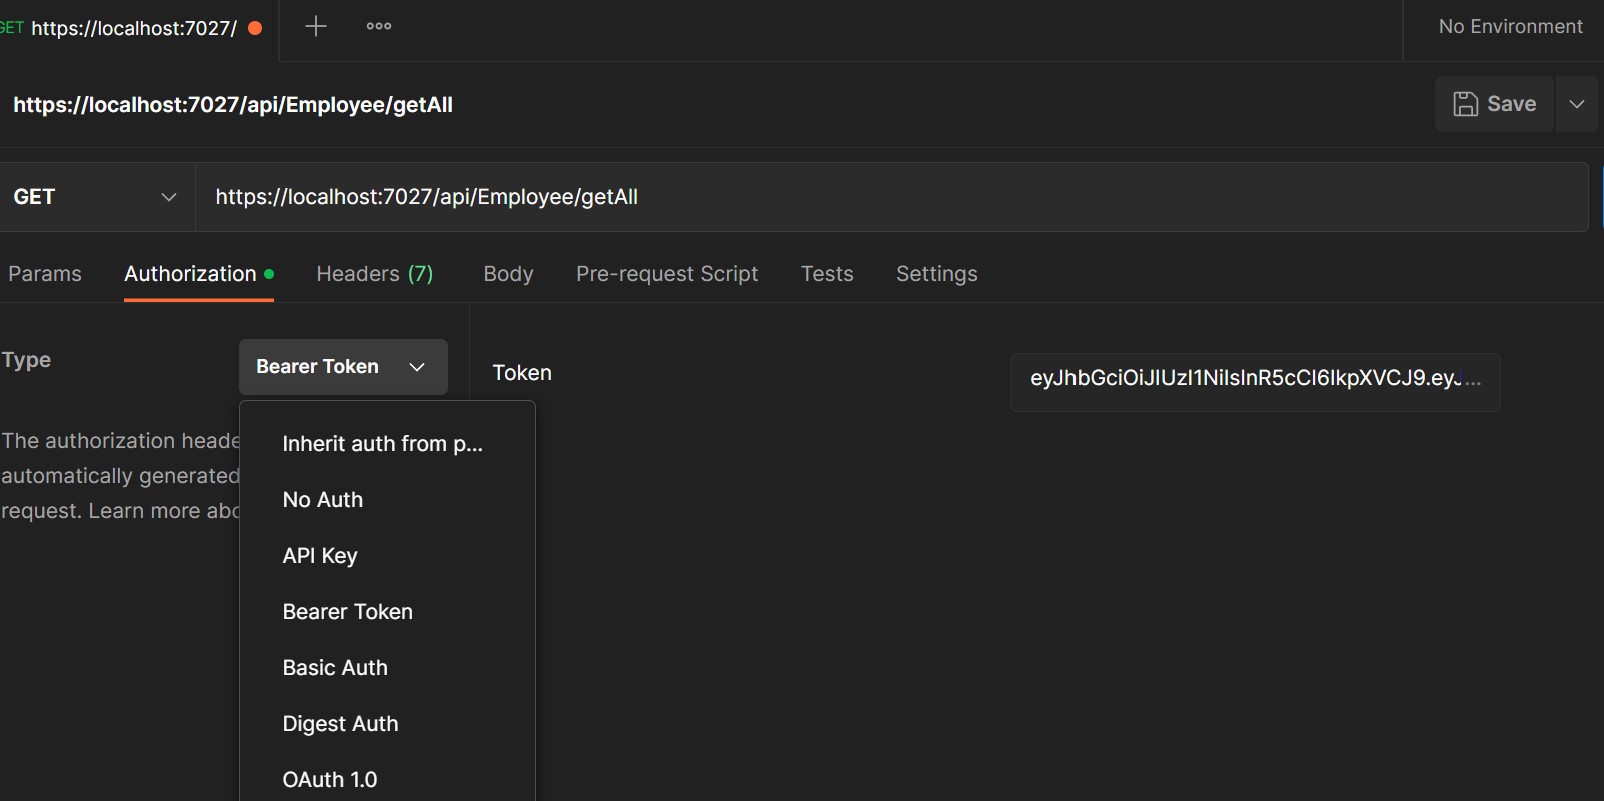 GET https://localhost:7027/
No Environment
https://localhost:7027/api/Employee/getAll
Save
GET
https://localhost:7027/api/Employee/getAll
Params Authorization Headers (7) Body Pre-request Script Tests Settings
Type
Bearer Token
Token
eyJhbGciOiJIUzI1NiIsInR5cCI6IkpXVCJ9.eyJ...
The authorization heade
automatically generated
request. Learn more abo
Inherit auth from p...
No Auth
API Key
Bearer Token
Basic Auth
Digest Auth
OAuth 1.0